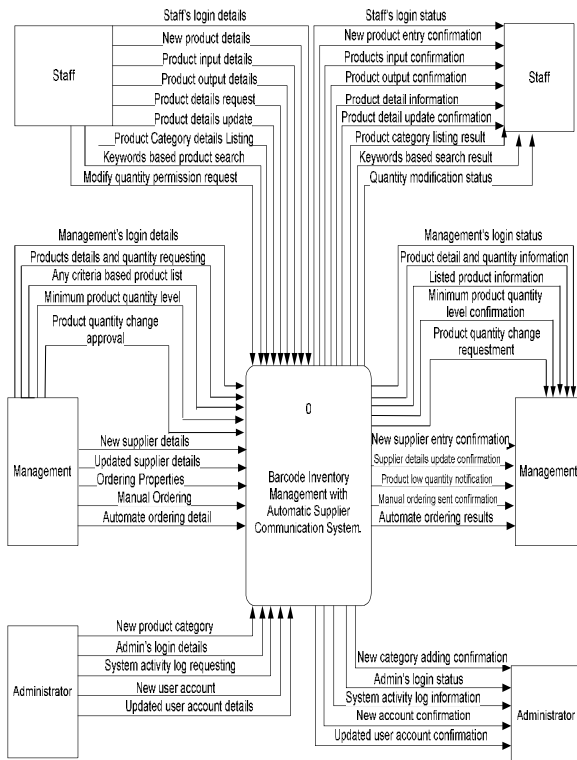 Staff's login details
New product details
Product input details
Product output details
Product details request
Product details update
Product Category details Listing
Keywords based product search
Modify quantity permission request
Staff
Staff's login status
New product entry confirmation
Products input confirmation
Product output confirmation
Product detail information
Product detail update confirmation
Product category listing result
Keywords based search result
Quantity modification status
Staff
Management's login details
Products details and quantity requesting
Any criteria based product list
Minimum product quantity level
Product quantity change
approval
Management's login status
Product detail and quantity information
Listed product information
Minimum product quantity
level confirmation
Product quantity change
requestment
0
Barcode Inventory
Management with
Automatic Supplier
Communication System.
Management
New supplier details
Updated supplier details
Ordering Properties
Manual Ordering
Automate ordering detail
New supplier entry confirmation
Supplier details update confirmation
Product low quantity notification
Manual ordering sent confirmation
Automate ordering results
Management
New product category
Admin's login details
System activity log requesting
New user account
Updated user account details
Administrator
New category adding confirmation
Admin's login status
System activity log information
New account confirmation
Updated user account confirmation
Administrator